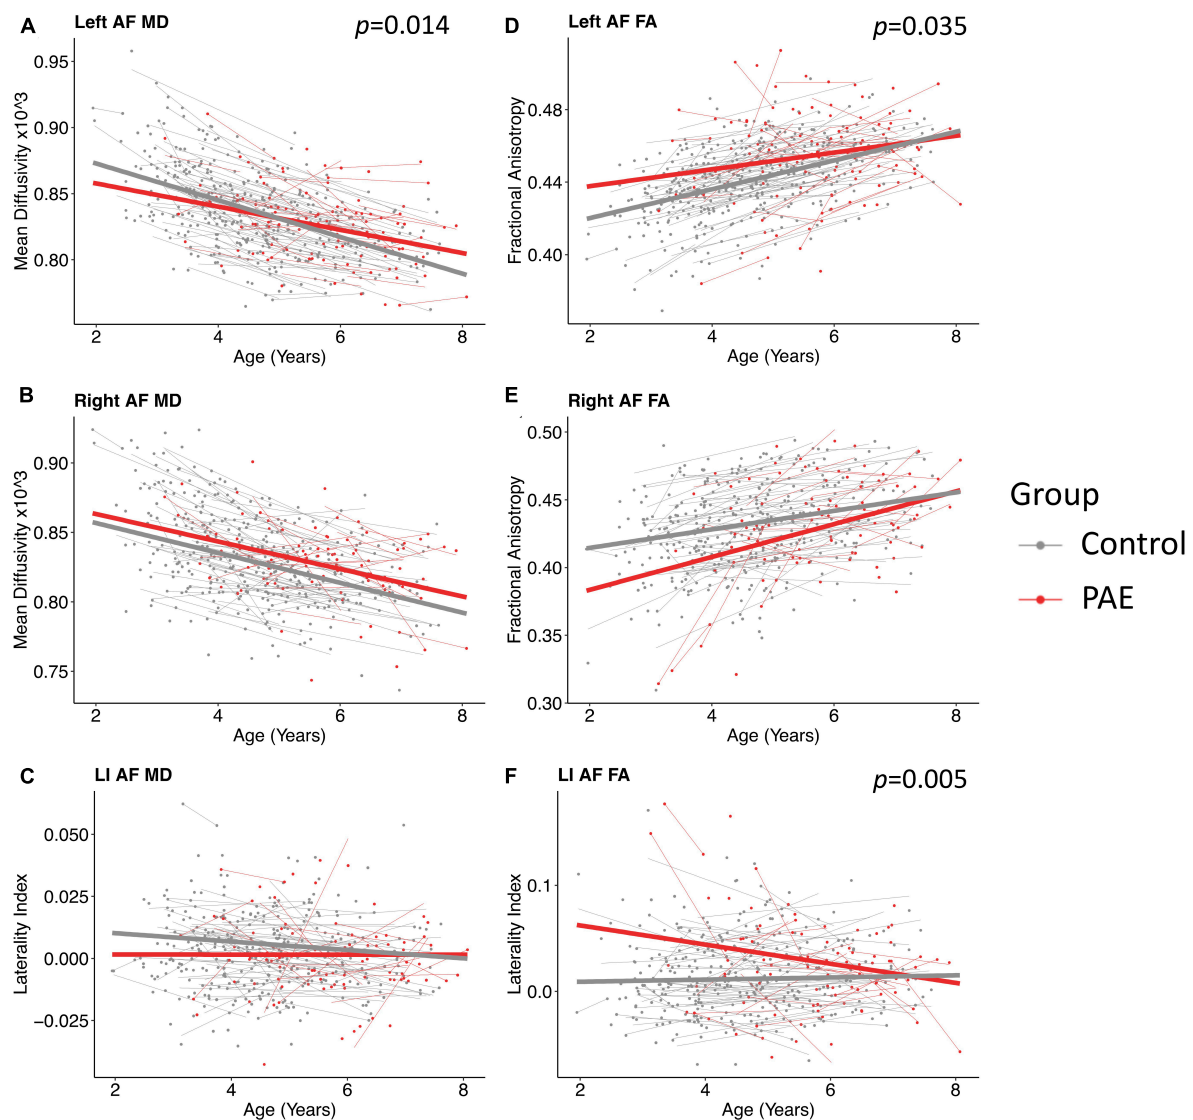 A Left AF MD p=0.014
Mean Diffusivity x10^3
0.95
0.90
0.85
0.80
2 4 6 8
Age (Years)
D Left AF FA p=0.035
Fractional Anisotropy
0.48
0.44
0.40
2 4 6 8
Age (Years)
B Right AF MD
Mean Diffusivity x10^3
0.90
0.85
0.80
0.75
2 4 6 8
Age (Years)
E Right AF FA
Fractional Anisotropy
0.50
0.45
0.40
0.35
0.30
2 4 6 8
Age (Years)
Group
Control
PAE
C LI AF MD
Laterality Index
0.050
0.025
0.000
−0.025
2 4 6 8
Age (Years)
F LI AF FA p=0.005
Laterality Index
0.1
0.0
2 4 6 8
Age (Years)